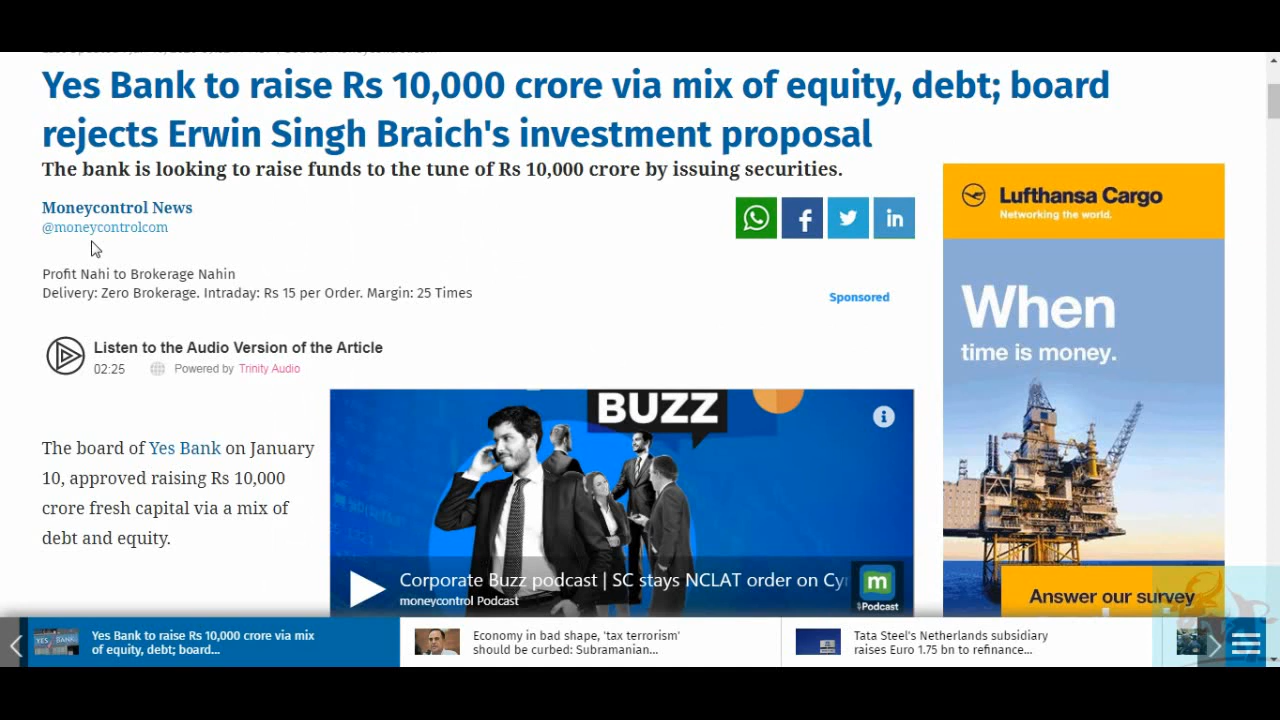 Yes Bank to raise Rs 10,000 crore via mix of equity, debt; board
rejects Erwin Singh Braich's investment proposal
The bank is looking to raise funds to the tune of Rs 10,000 crore by issuing securities.
Moneycontrol News
@moneycontrolcom
Profit Nahi to Brokerage Nahin
Delivery: Zero Brokerage. Intraday: Rs 15 per Order. Margin: 25 Times
Sponsored
Listen to the Audio Version of the Article
02:25 Powered by Trinity Audio
The board of Yes Bank on January
10, approved raising Rs 10,000
crore fresh capital via a mix of
debt and equity.
BUZZ
Corporate Buzz podcast | SC stays NCLAT order on Cyr
moneycontrol Podcast
m
Podcast
Lufthansa Cargo
Networking the world.
When
time is money.
Answer our survey
Yes Bank to raise Rs 10,000 crore via mix
of equity, debt; board...
Economy in bad shape, 'tax terrorism'
should be curbed: Subramanian...
Tata Steel's Netherlands subsidiary
raises Euro 1.75 bn to refinance...